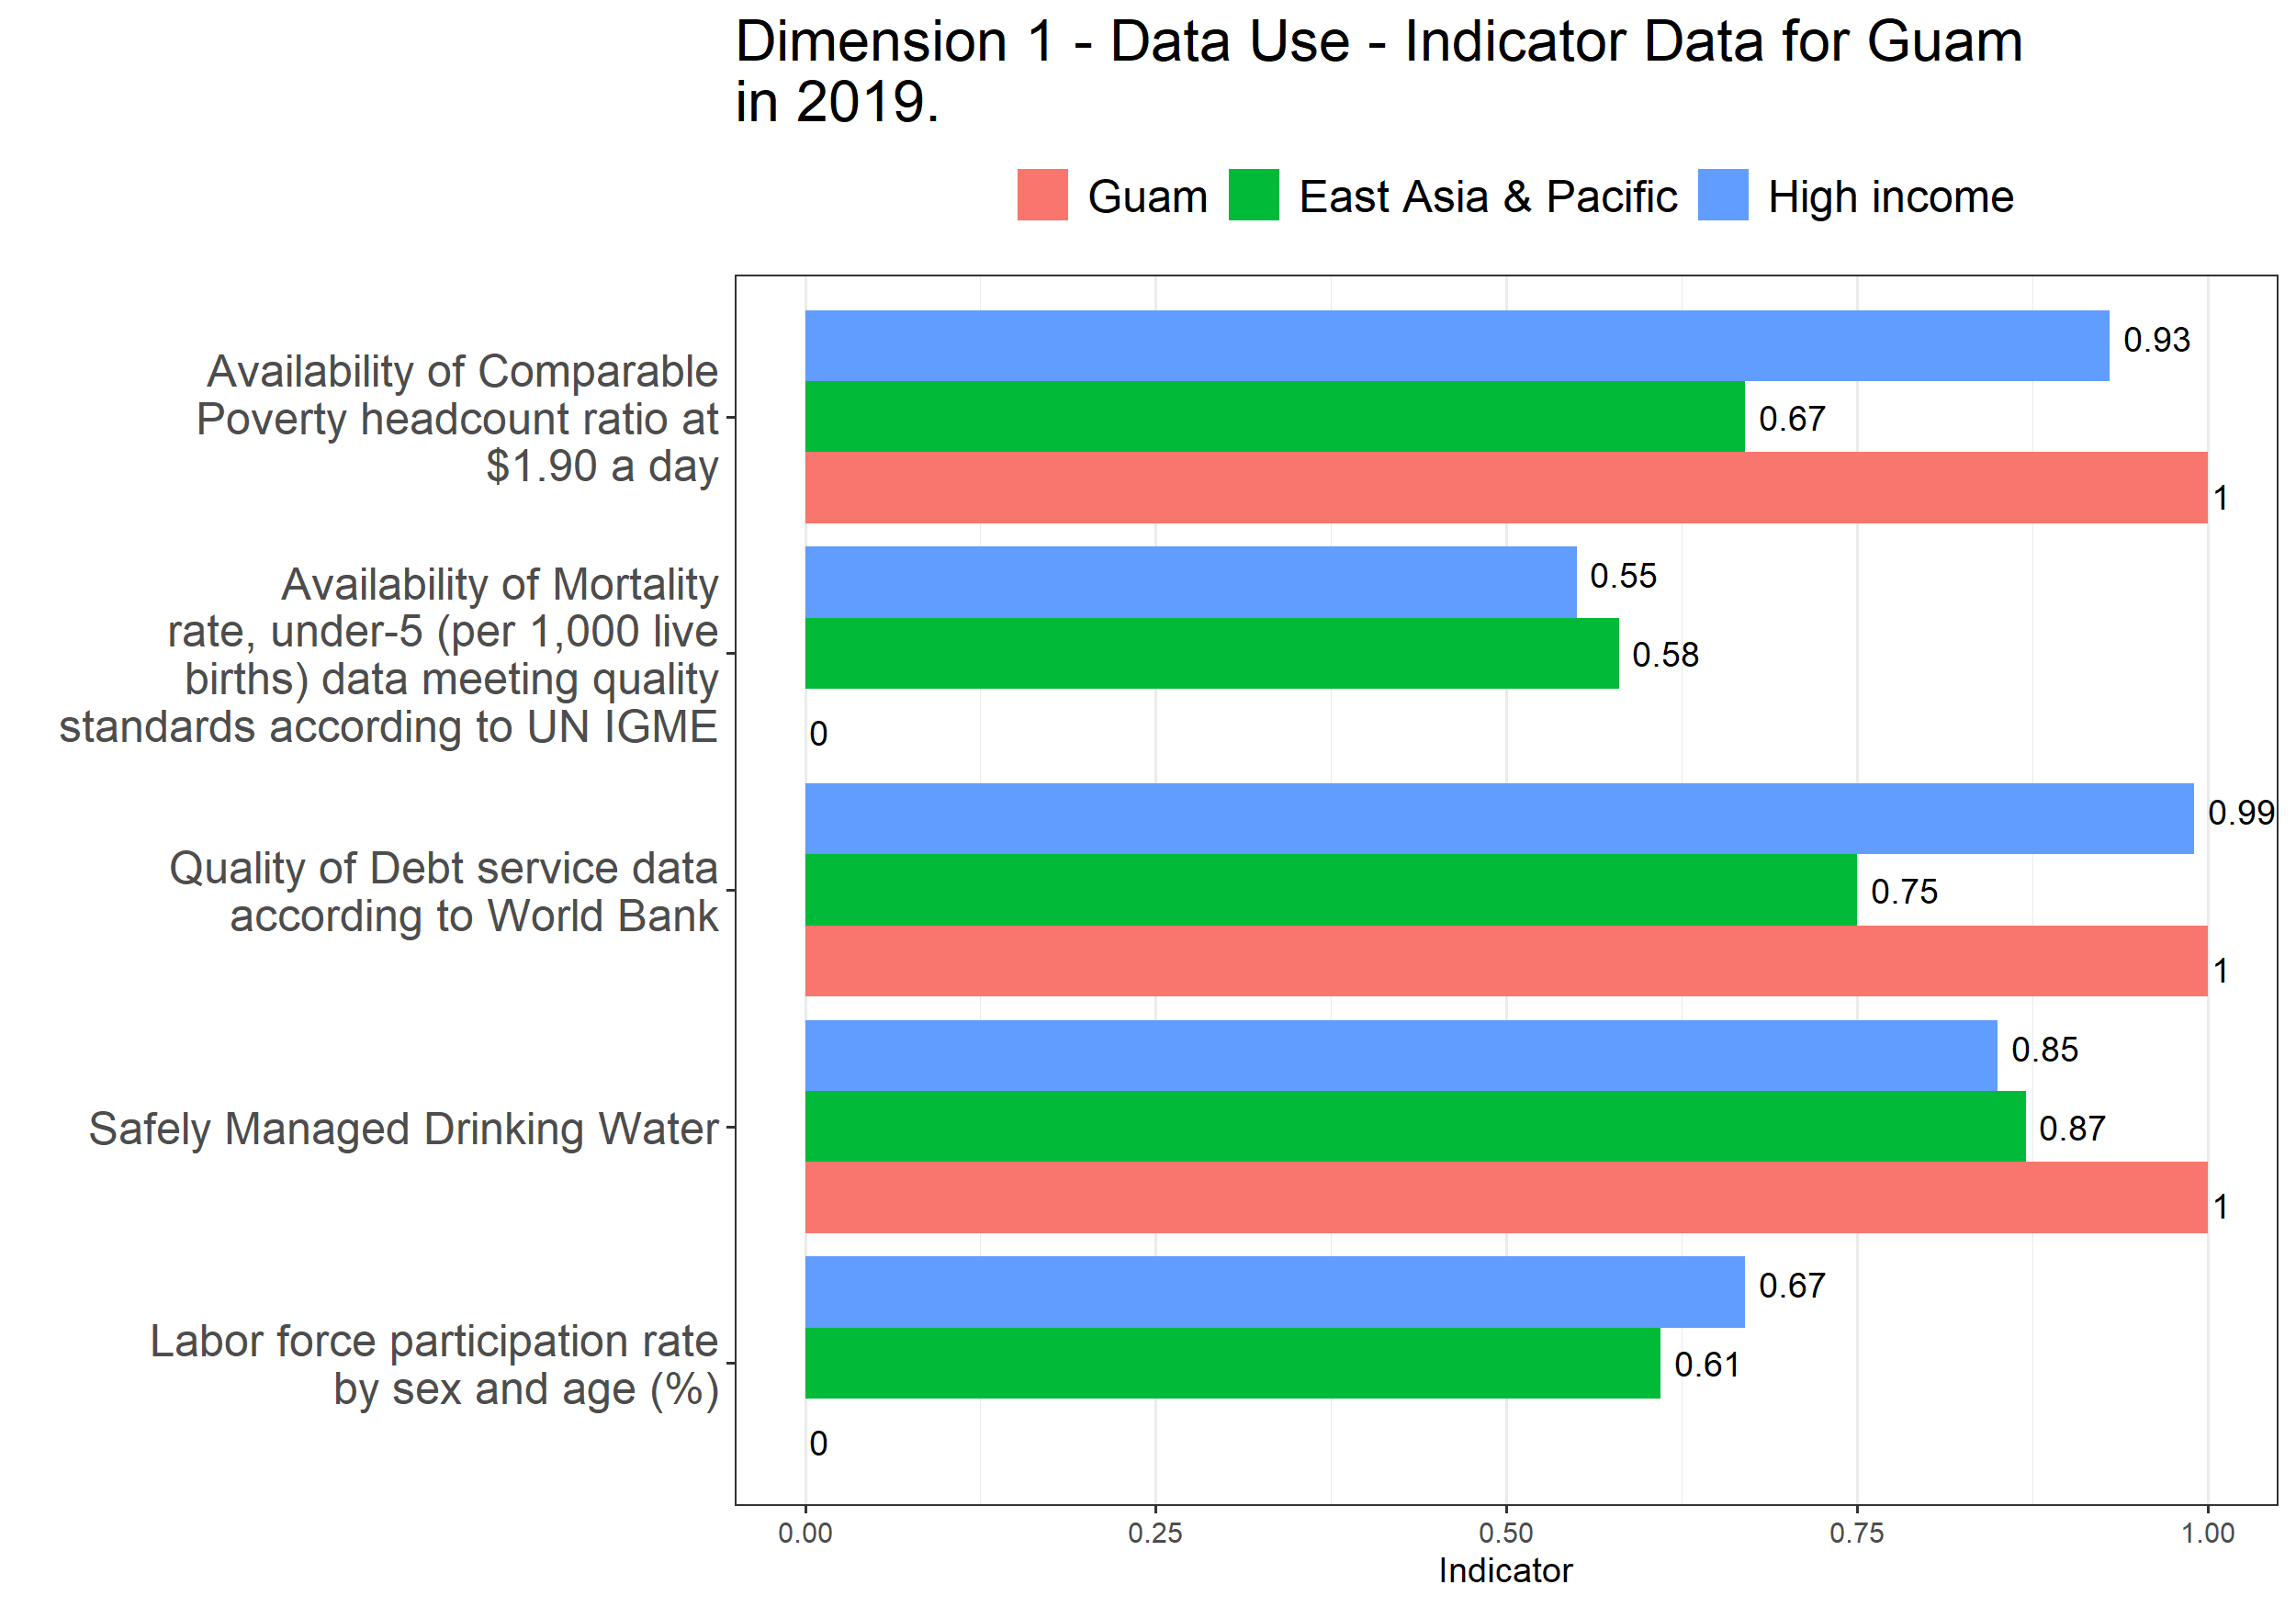 Dimension 1 - Data Use - Indicator Data for Guam
in 2019.
Guam East Asia & Pacific High income
Availability of Comparable
Poverty headcount ratio at
$1.90 a day
0.93
0.67
1
Availability of Mortality
rate, under-5 (per 1,000 live
births) data meeting quality
standards according to UN IGME
0.55
0.58
0
Quality of Debt service data
according to World Bank
0.99
0.75
1
Safely Managed Drinking Water
0.85
0.87
1
Labor force participation rate
by sex and age (%)
0.67
0.61
0
0.00 0.25 0.50 0.75 1.00
Indicator